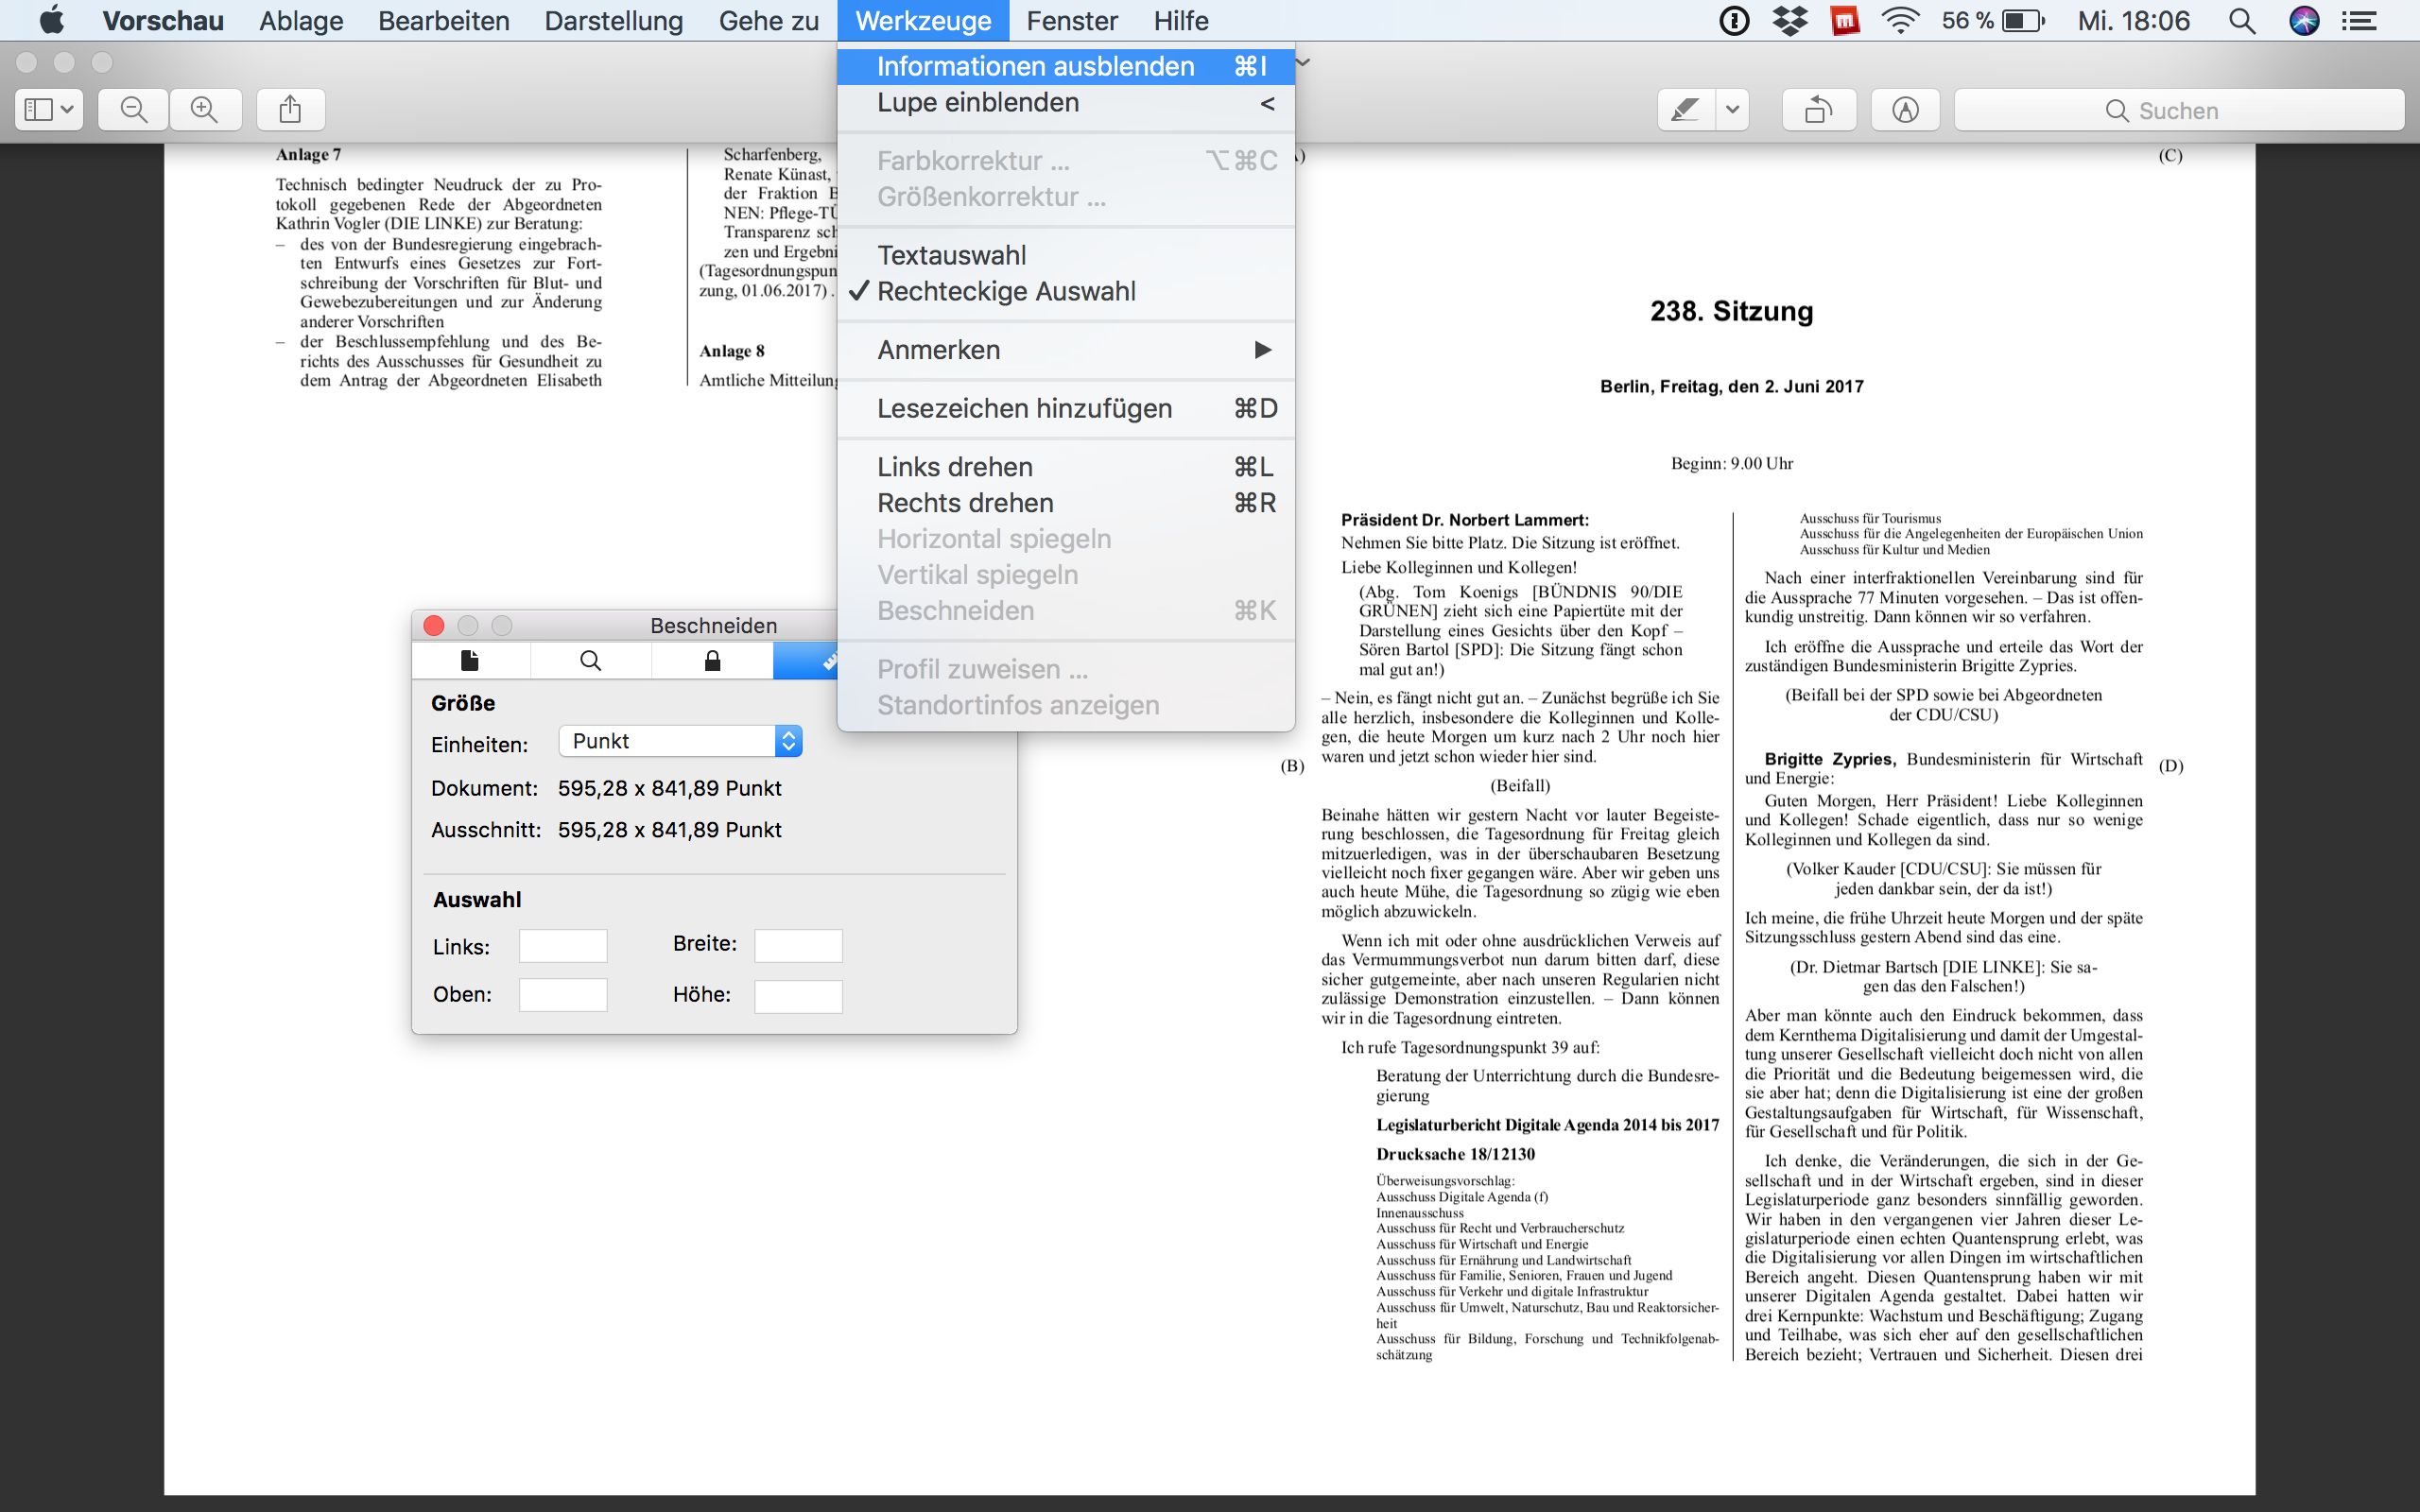 Vorschau Ablage Bearbeiten Darstellung Gehe zu Werkzeuge Fenster Hilfe 56 % Mi. 18:06
Suchen
Informationen ausblenden ⌘I
Lupe einblenden <
Farbkorrektur ... ⌥⌘C
Größenkorrektur ...
Textauswahl
✓ Rechteckige Auswahl
Anmerken ▶
Lesezeichen hinzufügen ⌘D
Links drehen ⌘L
Rechts drehen ⌘R
Horizontal spiegeln
Vertikal spiegeln
Beschneiden ⌘K
Profil zuweisen ...
Standortinfos anzeigen
Anlage 7
Technisch bedingter Neudruck der zu Pro-
tokoll gegebenen Rede der Abgeordneten
Kathrin Vogler (DIE LINKE) zur Beratung:
– des von der Bundesregierung eingebrach-
ten Entwurfs eines Gesetzes zur Fort-
schreibung der Vorschriften für Blut- und
Gewebezubereitungen und zur Änderung
anderer Vorschriften
– der Beschlussempfehlung und des Be-
richts des Ausschusses für Gesundheit zu
dem Antrag der Abgeordneten Elisabeth
Scharfenberg,
Renate Künast,
der Fraktion B
NEN: Pflege-TÜ
Transparenz sch
zen und Ergebni
(Tagesordnungspun
zung, 01.06.2017) .
Anlage 8
Amtliche Mitteilun
Beschneiden
Größe
Einheiten: Punkt
Dokument: 595,28 x 841,89 Punkt
Ausschnitt: 595,28 x 841,89 Punkt
Auswahl
Links: Breite:
Oben: Höhe:
(C)
238. Sitzung
Berlin, Freitag, den 2. Juni 2017
Beginn: 9.00 Uhr
Präsident Dr. Norbert Lammert:
Nehmen Sie bitte Platz. Die Sitzung ist eröffnet.
Liebe Kolleginnen und Kollegen!
(Abg. Tom Koenigs [BÜNDNIS 90/DIE
GRÜNEN] zieht sich eine Papiertüte mit der
Darstellung eines Gesichts über den Kopf –
Sören Bartol [SPD]: Die Sitzung fängt schon
mal gut an!)
– Nein, es fängt nicht gut an. – Zunächst begrüße ich Sie
alle herzlich, insbesondere die Kolleginnen und Kolle-
gen, die heute Morgen um kurz nach 2 Uhr noch hier
waren und jetzt schon wieder hier sind.
(B)
(Beifall)
Beinahe hätten wir gestern Nacht vor lauter Begeiste-
rung beschlossen, die Tagesordnung für Freitag gleich
mitzuerledigen, was in der überschaubaren Besetzung
vielleicht noch fixer gegangen wäre. Aber wir geben uns
auch heute Mühe, die Tagesordnung so zügig wie eben
möglich abzuwickeln.
Wenn ich mit oder ohne ausdrücklichen Verweis auf
das Vermummungsverbot nun darum bitten darf, diese
sicher gutgemeinte, aber nach unseren Regularien nicht
zulässige Demonstration einzustellen. – Dann können
wir in die Tagesordnung eintreten.
Ich rufe Tagesordnungspunkt 39 auf:
Beratung der Unterrichtung durch die Bundesre-
gierung
Legislaturbericht Digitale Agenda 2014 bis 2017
Drucksache 18/12130
Überweisungsvorschlag:
Ausschuss Digitale Agenda (f)
Innenausschuss
Ausschuss für Recht und Verbraucherschutz
Ausschuss für Wirtschaft und Energie
Ausschuss für Ernährung und Landwirtschaft
Ausschuss für Familie, Senioren, Frauen und Jugend
Ausschuss für Verkehr und digitale Infrastruktur
Ausschuss für Umwelt, Naturschutz, Bau und Reaktorsicher-
heit
Ausschuss für Bildung, Forschung und Technikfolgenab-
schätzung
Ausschuss für Tourismus
Ausschuss für die Angelegenheiten der Europäischen Union
Ausschuss für Kultur und Medien
Nach einer interfraktionellen Vereinbarung sind für
die Aussprache 77 Minuten vorgesehen. – Das ist offen-
kundig unstreitig. Dann können wir so verfahren.
Ich eröffne die Aussprache und erteile das Wort der
zuständigen Bundesministerin Brigitte Zypries.
(Beifall bei der SPD sowie bei Abgeordneten
der CDU/CSU)
Brigitte Zypries, Bundesministerin für Wirtschaft
und Energie:
(D)
Guten Morgen, Herr Präsident! Liebe Kolleginnen
und Kollegen! Schade eigentlich, dass nur so wenige
Kolleginnen und Kollegen da sind.
(Volker Kauder [CDU/CSU]: Sie müssen für
jeden dankbar sein, der da ist!)
Ich meine, die frühe Uhrzeit heute Morgen und der späte
Sitzungsschluss gestern Abend sind das eine.
(Dr. Dietmar Bartsch [DIE LINKE]: Sie sa-
gen das den Falschen!)
Aber man könnte auch den Eindruck bekommen, dass
dem Kernthema Digitalisierung und damit der Umgestal-
tung unserer Gesellschaft vielleicht doch nicht von allen
die Priorität und die Bedeutung beigemessen wird, die
sie aber hat; denn die Digitalisierung ist eine der großen
Gestaltungsaufgaben für Wirtschaft, für Wissenschaft,
für Gesellschaft und für Politik.
Ich denke, die Veränderungen, die sich in der Ge-
sellschaft und in der Wirtschaft ergeben, sind in dieser
Legislaturperiode ganz besonders sinnfällig geworden.
Wir haben in den vergangenen vier Jahren dieser Le-
gislaturperiode einen echten Quantensprung erlebt, was
die Digitalisierung vor allen Dingen im wirtschaftlichen
Bereich angeht. Diesen Quantensprung haben wir mit
unserer Digitalen Agenda gestaltet. Dabei hatten wir
drei Kernpunkte: Wachstum und Beschäftigung; Zugang
und Teilhabe, was sich eher auf den gesellschaftlichen
Bereich bezieht; Vertrauen und Sicherheit. Diesen drei